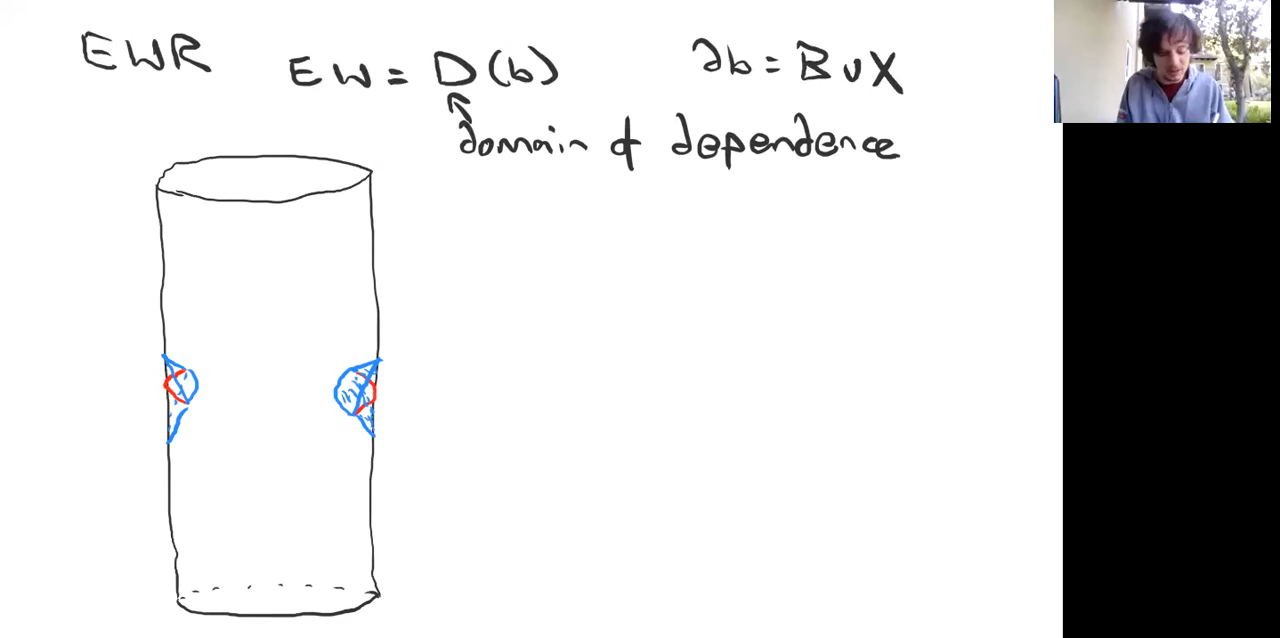 EWR EW = D(b) ∂b = B ∪ X
domain of dependence